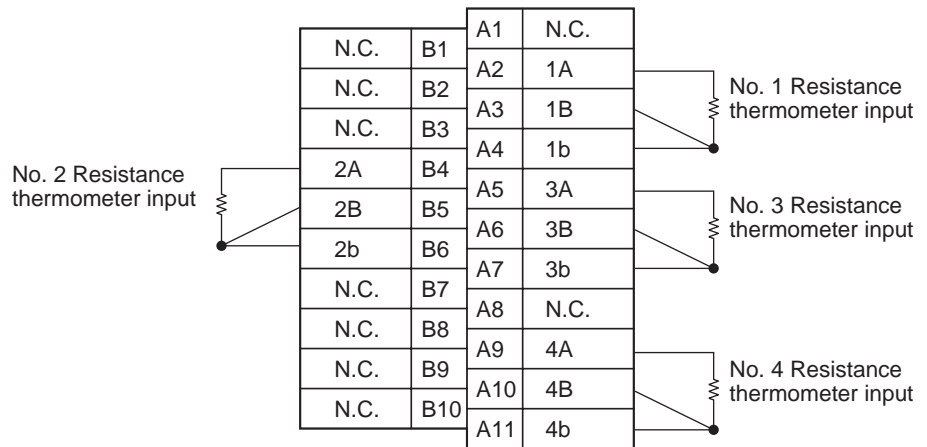 N.C. B1
N.C. B2
N.C. B3
2A B4
2B B5
2b B6
N.C. B7
N.C. B8
N.C. B9
N.C. B10
A1 N.C.
A2 1A
A3 1B
A4 1b
A5 3A
A6 3B
A7 3b
A8 N.C.
A9 4A
A10 4B
A11 4b
No. 2 Resistance
thermometer input
No. 1 Resistance
thermometer input
No. 3 Resistance
thermometer input
No. 4 Resistance
thermometer input